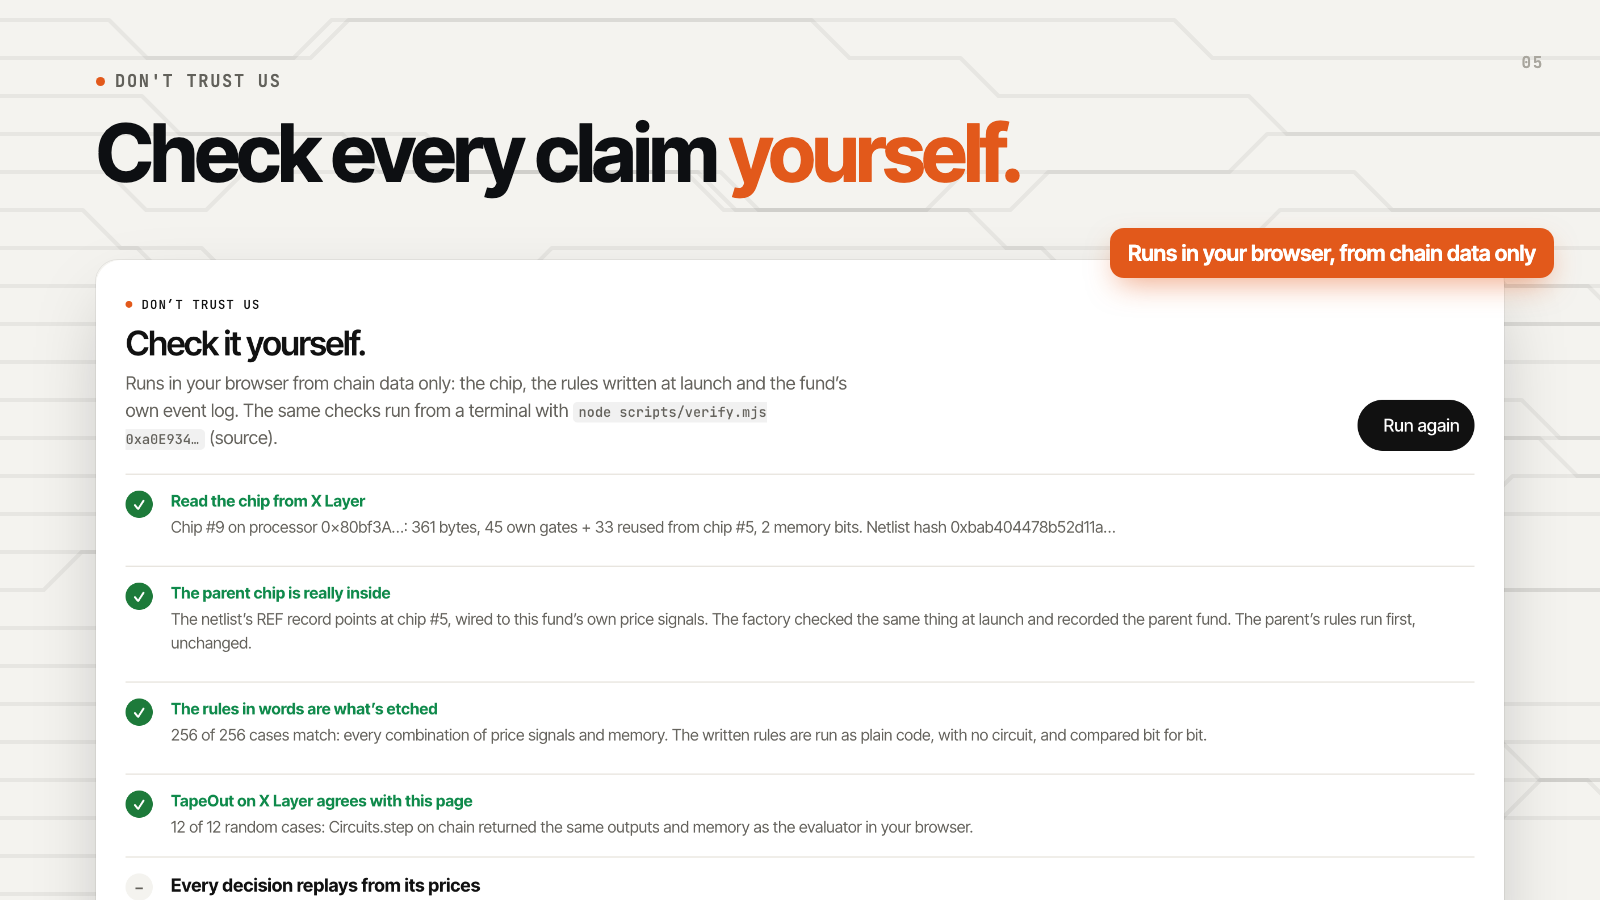 DON'T TRUST US
05
Check every claim yourself.
Runs in your browser, from chain data only
DON’T TRUST US
Check it yourself.
Runs in your browser from chain data only: the chip, the rules written at launch and the fund’s
own event log. The same checks run from a terminal with node scripts/verify.mjs
0xa0E934… (source).
Run again
Read the chip from X Layer
Chip #9 on processor 0×80bf3A…: 361 bytes, 45 own gates + 33 reused from chip #5, 2 memory bits. Netlist hash 0xbab404478b52d11a…
The parent chip is really inside
The netlist’s REF record points at chip #5, wired to this fund’s own price signals. The factory checked the same thing at launch and recorded the parent fund. The parent’s rules run first,
unchanged.
The rules in words are what’s etched
256 of 256 cases match: every combination of price signals and memory. The written rules are run as plain code, with no circuit, and compared bit for bit.
TapeOut on X Layer agrees with this page
12 of 12 random cases: Circuits.step on chain returned the same outputs and memory as the evaluator in your browser.
– Every decision replays from its prices